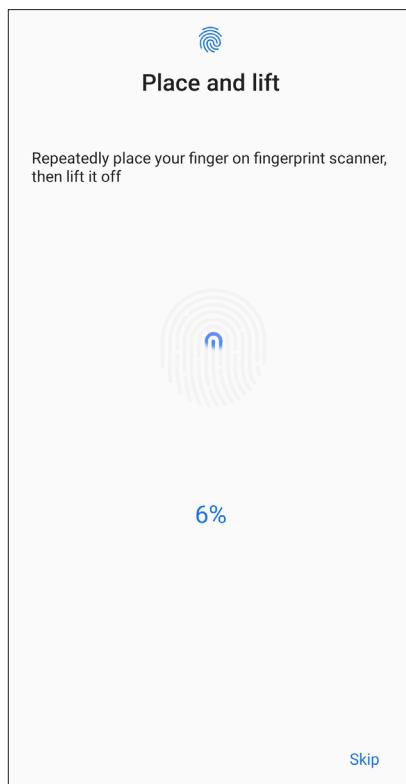 Place and lift
Repeatedly place your finger on fingerprint scanner,
then lift it off
6%
Skip